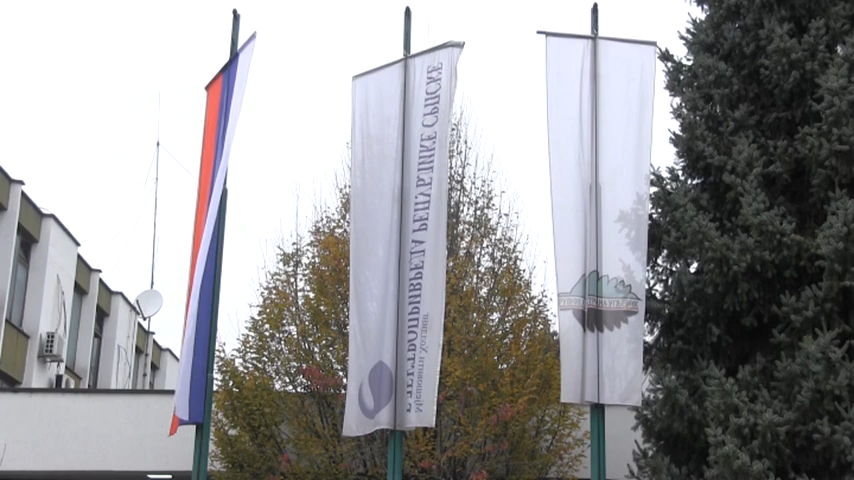 ЕЛЕКТРОПРИВРЕДА РЕПУБЛИКЕ СРПСКЕ
Мјешовити Холдинг